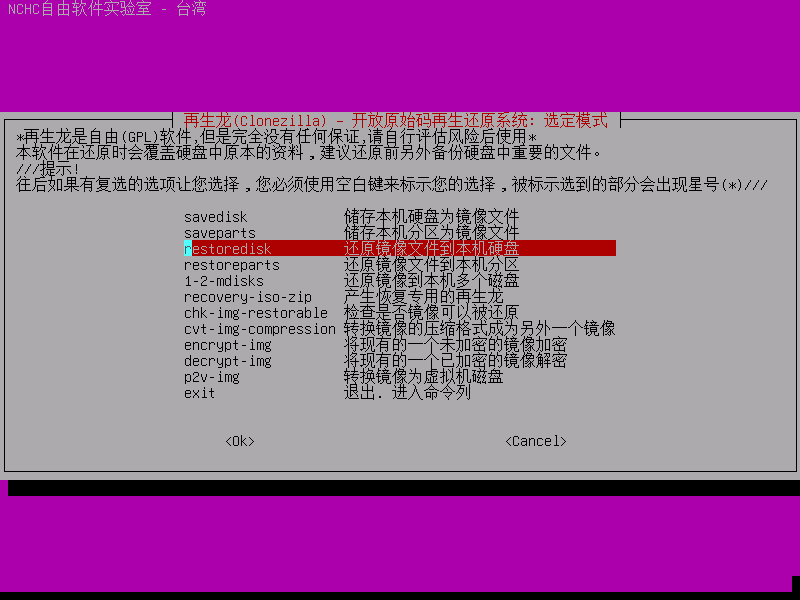 NCHC自由软件实验室 - 台湾
再生龙(Clonezilla) - 开放原始码再生还原系统: 选定模式
*再生龙是自由(GPL)软件,但是完全没有任何保证,请自行评估风险后使用*
本软件在还原时会覆盖硬盘中原本的资料，建议还原前另外备份硬盘中重要的文件。
///提示!
往后如果有复选的选项让您选择，您必须使用空白键来标示您的选择，被标示选到的部分会出现星号(*)///
savedisk 储存本机硬盘为镜像文件
saveparts 储存本机分区为镜像文件
restoredisk 还原镜像文件到本机硬盘
restoreparts 还原镜像文件到本机分区
1-2-mdisks 还原镜像到本机多个磁盘
recovery-iso-zip 产生恢复专用的再生龙
chk-img-restorable 检查是否镜像可以被还原
cvt-img-compression 转换镜像的压缩格式成为另外一个镜像
encrypt-img 将现有的一个未加密的镜像加密
decrypt-img 将现有的一个已加密的镜像解密
p2v-img 转换镜像为虚拟机磁盘
exit 退出. 进入命令列
<Ok> <Cancel>